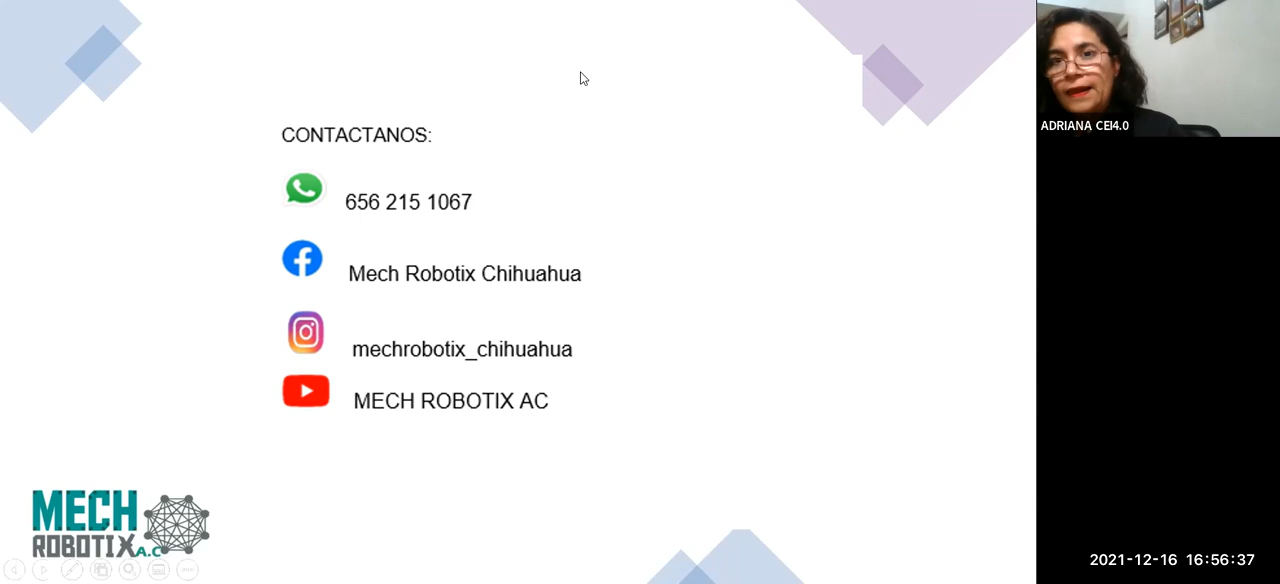 CONTACTANOS:
656 215 1067
Mech Robotix Chihuahua
mechrobotix_chihuahua
MECH ROBOTIX AC
MECH
ROBOTIX A.C
ADRIANA CEI4.0
2021-12-16 16:56:37